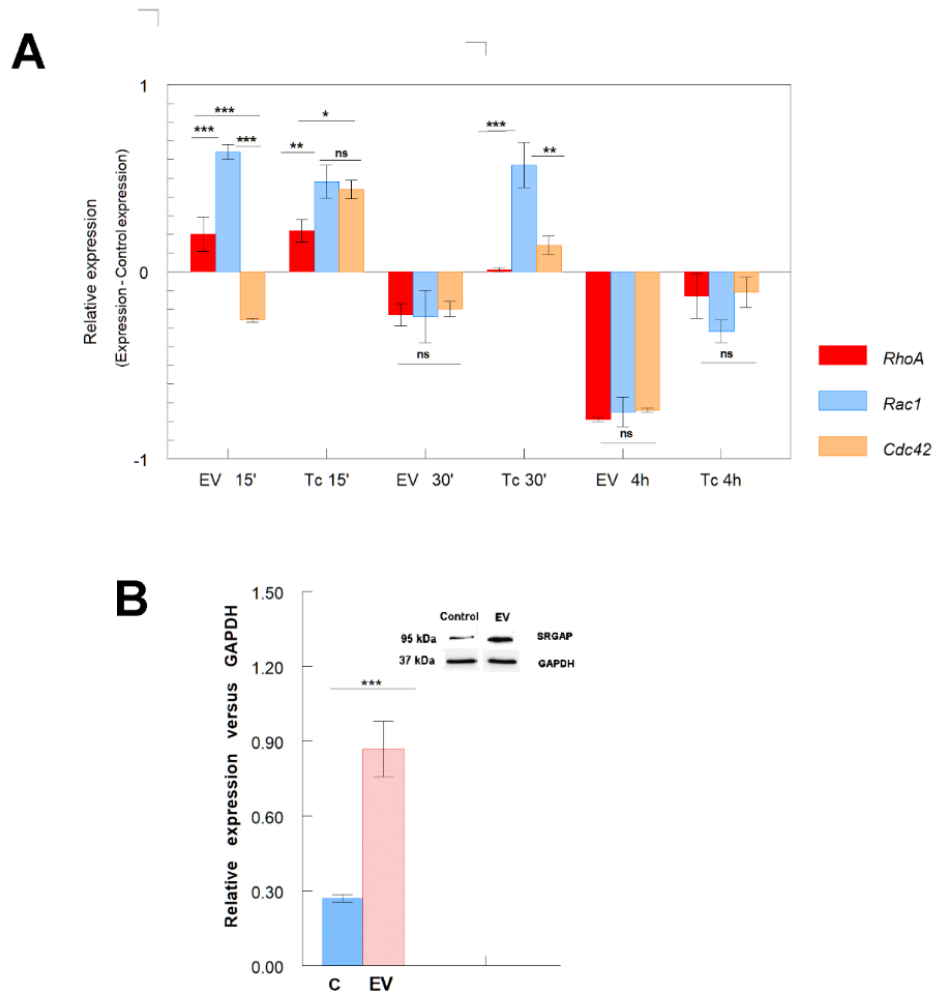 A
Relative expression
(Expression - Control expression)
1
0
-1
***
***
***
*
**
ns
ns
***
**
ns
ns
EV 15'
Tc 15'
EV 30'
Tc 30'
EV 4h
Tc 4h
RhoA
Rac1
Cdc42
B
Relative expression versus GAPDH
1.50
1.20
0.90
0.60
0.30
0.00
***
Control EV
95 kDa SRGAP
37 kDa GAPDH
C EV